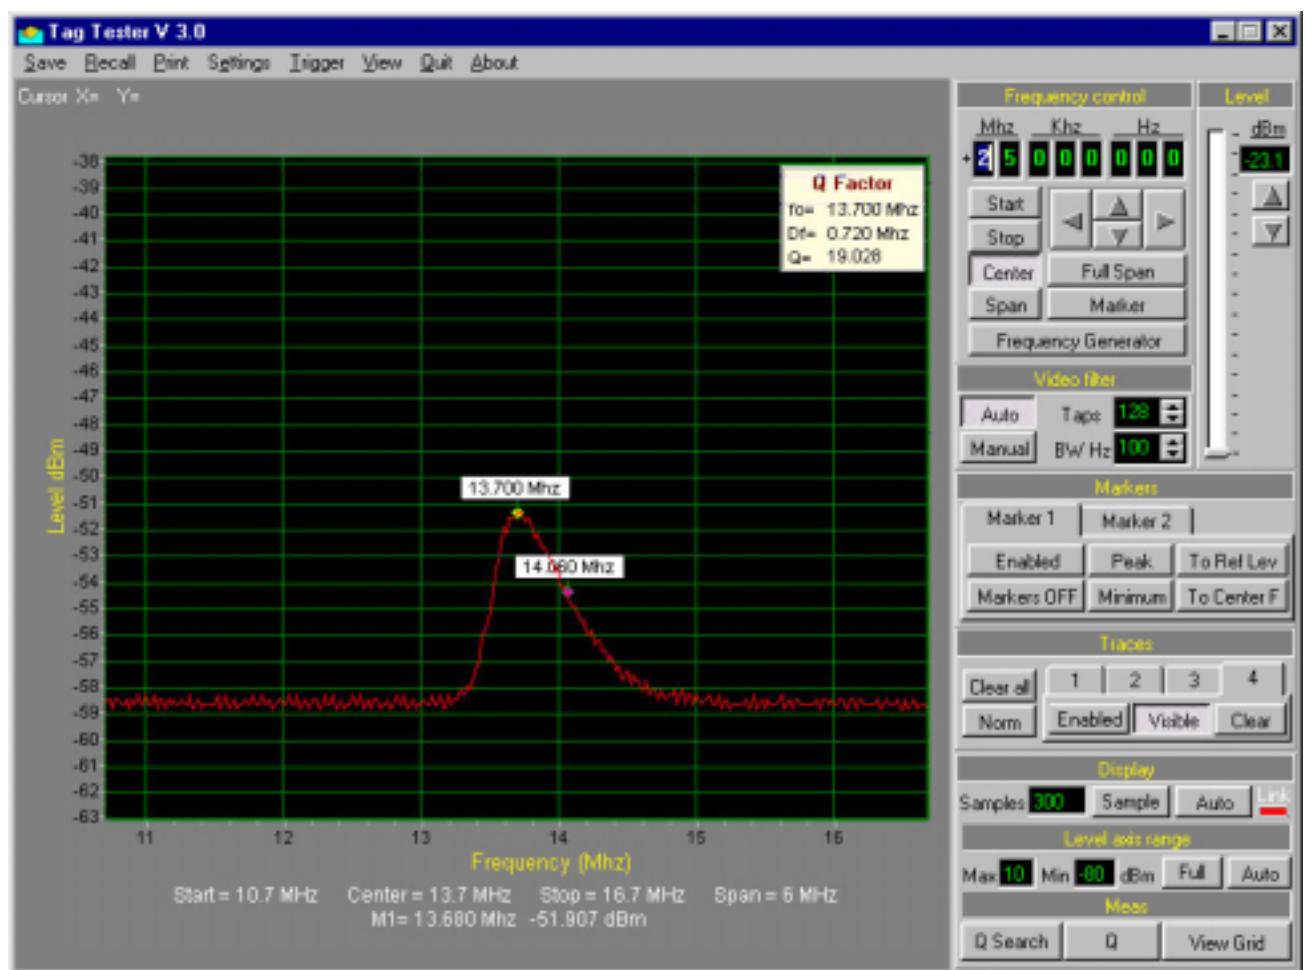 Tag Tester V 3.0
Save Recall Print Settings Trigger View Quit About
Cursor X= Y=
-38
-39
-40
-41
-42
-43
-44
-45
-46
-47
-48
-49
-50
-51
-52
-53
-54
-55
-56
-57
-58
-59
-60
-61
-62
-63
Level dBm
Q Factor
fo= 13.700 Mhz
Df= 0.720 Mhz
Q= 19.028
13.700 Mhz
14.060 Mhz
11 12 13 14 15 16
Frequency (Mhz)
Start = 10.7 MHz Center = 13.7 MHz Stop = 16.7 MHz Span = 6 MHz
M1= 13.680 Mhz -51.907 dBm
Frequency control
Mhz Khz Hz
+ 2 5 0 0 0 0 0 0
Start
Stop
Center Full Span
Span Marker
Frequency Generator
Level
dBm
-23.1
Video filter
Auto Taps 128
Manual BW Hz 100
Markers
Marker 1 Marker 2
Enabled Peak To Ref Lev
Markers OFF Minimum To Center F
Traces
Clear all 1 2 3 4
Norm Enabled Visible Clear
Display
Samples 300 Sample Auto Link
Level axis range
Max 10 Min -80 dBm Full Auto
Meas
Q Search Q View Grid